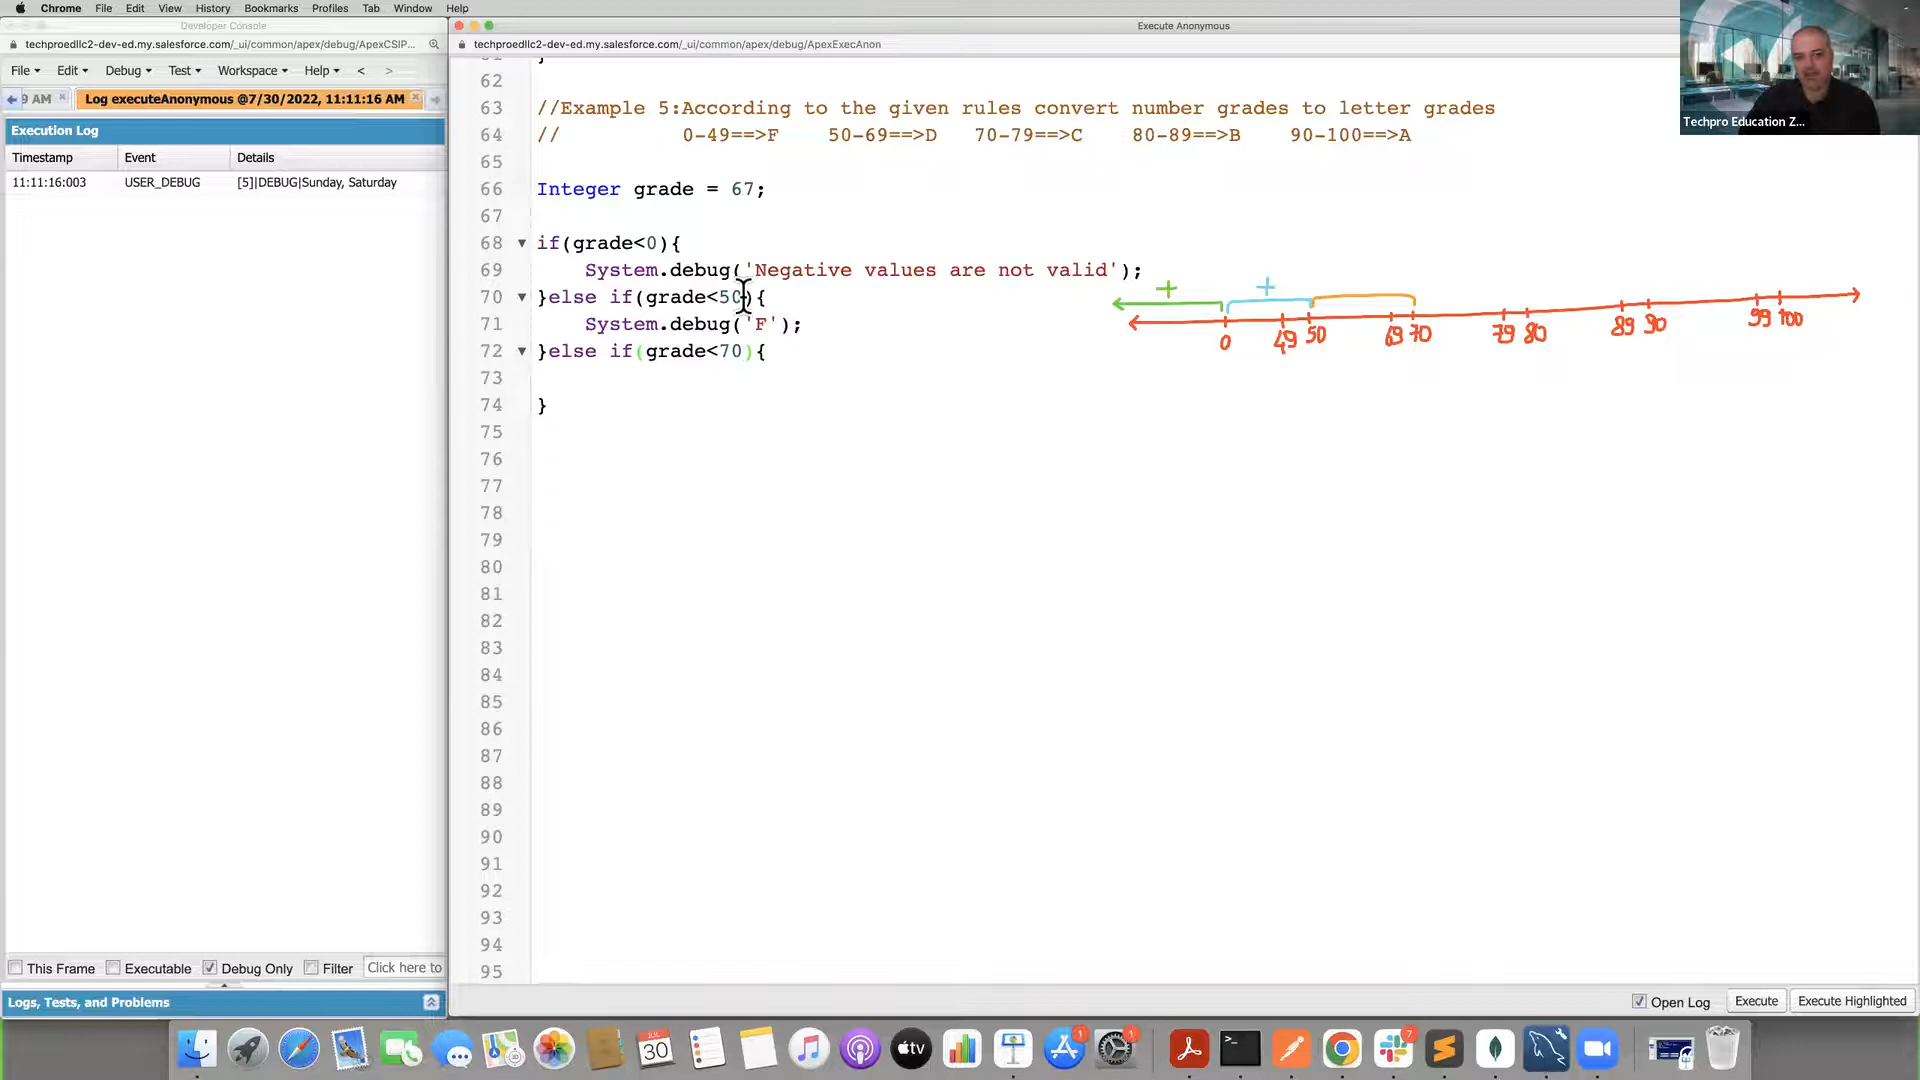 Chrome File Edit View History Bookmarks Profiles Tab Window Help
Developer Console
techproedllc2-dev-ed.my.salesforce.com/_ui/common/apex/debug/ApexCSIP...
File Edit Debug Test Workspace Help < >
9 AM Log executeAnonymous @7/30/2022, 11:11:16 AM
Execution Log
Timestamp Event Details
11:11:16:003 USER_DEBUG [5]|DEBUG|Sunday, Saturday
This Frame Executable Debug Only Filter Click here to
Logs, Tests, and Problems
Execute Anonymous
techproedllc2-dev-ed.my.salesforce.com/_ui/common/apex/debug/ApexExecAnon
Techpro Education Z...
62
63 //Example 5:According to the given rules convert number grades to letter grades
64 // 0-49==>F 50-69==>D 70-79==>C 80-89==>B 90-100==>A
65
66 Integer grade = 67;
67
68 if(grade<0){
69 System.debug('Negative values are not valid');
70 }else if(grade<50){
71 System.debug('F');
72 }else if(grade<70){
73
74 }
75
76
77
78
79
80
81
82
83
84
85
86
87
88
89
90
91
92
93
94
95
+ +
0 49 50 69 70 79 80 89 90 99 100
Open Log Execute Execute Highlighted
JUL 30 tv 1 1 7